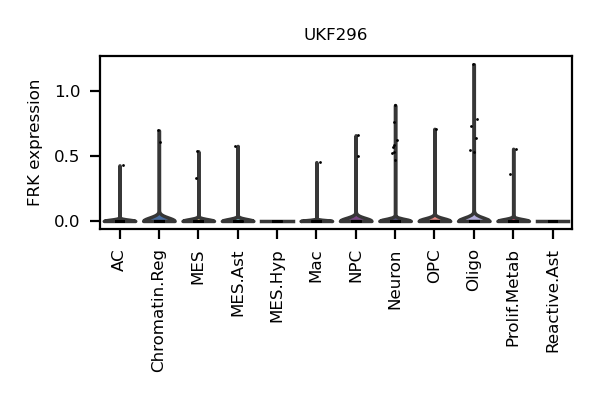 UKF296
FRK expression
1.0
0.5
0.0
AC
Chromatin.Reg
MES
MES.Ast
MES.Hyp
Mac
NPC
Neuron
OPC
Oligo
Prolif.Metab
Reactive.Ast